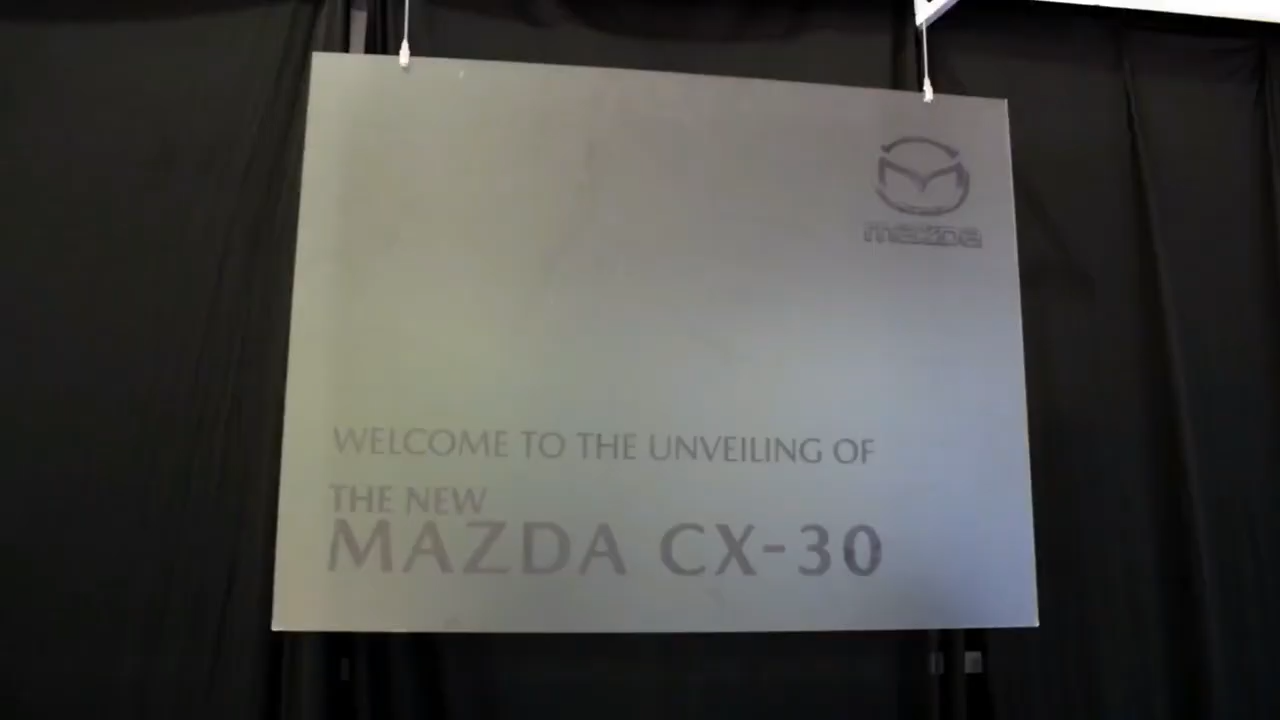 mazda
WELCOME TO THE UNVEILING OF
THE NEW
MAZDA CX-30